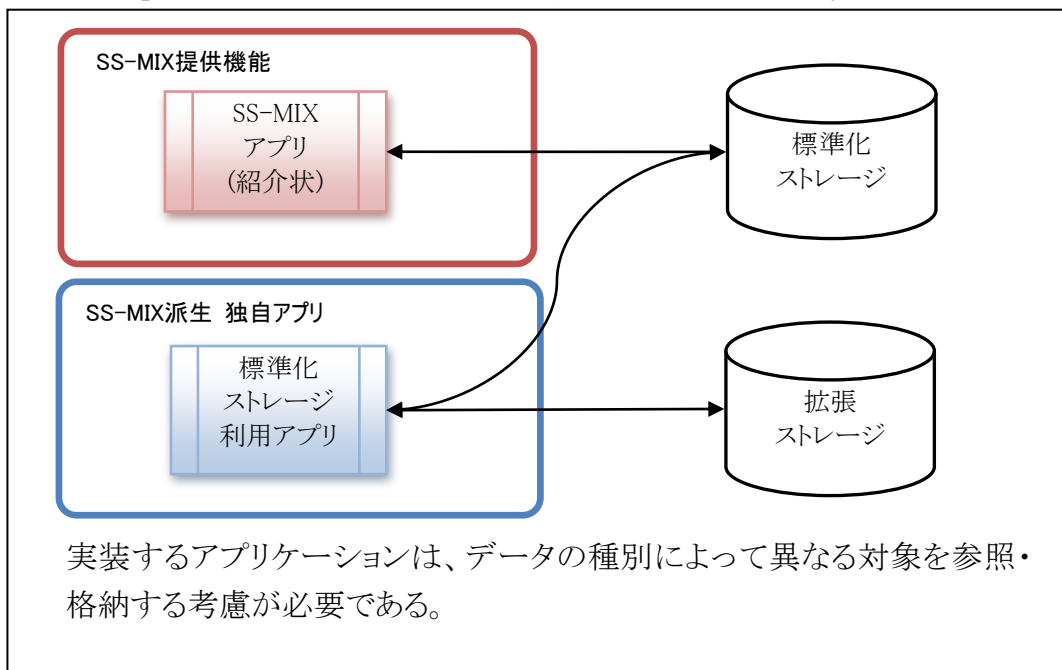 SS-MIX提供機能
SS-MIX
アプリ
(紹介状)
標準化
ストレージ
SS-MIX派生 独自アプリ
標準化
ストレージ
利用アプリ
拡張
ストレージ
実装するアプリケーションは、データの種別によって異なる対象を参照・
格納する考慮が必要である。